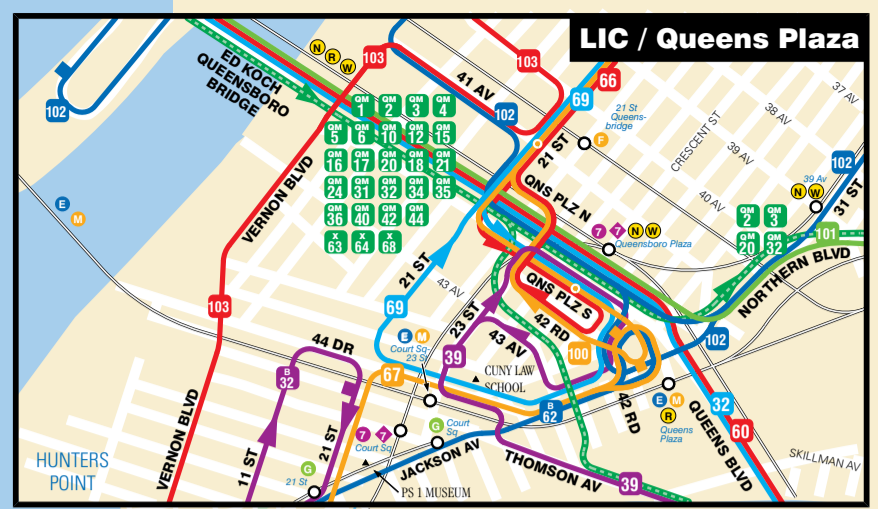 LIC / Queens Plaza
N R W
103
103
66
69
ED KOCH
QUEENSBORO
BRIDGE
41 AV
102
102
21 St
Queens-
bridge
F
21 ST
37 AV
38 AV
39 AV
40 AV
CRESCENT ST
102
39 Av
N W
31 ST
QM 1 QM 2 QM 3 QM 4
QM 5 QM 6 QM 10 QM 12 QM 15
QM 16 QM 17 QM 20 QM 18 QM 21
QM 24 QM 31 QM 32 QM 34 QM 35
QM 36 QM 40 QM 42 QM 44
X 63 X 64 X 68
VERNON BLVD
QNS PLZ N
E
M
7 7 N W
Queensboro Plaza
QM 2 QM 3
QM 20 QM 32
101
NORTHERN BLVD
21 ST
43 AV
QNS PLZ S
103
69
23 ST
42 RD
43 AV
100
102
44 DR
E M
Court Sq-
23 St
39
CUNY LAW
SCHOOL
B 32
67
B 62
42 RD
E M
R
Queens
Plaza
32
60
QUEENS BLVD
VERNON BLVD
11 ST
21 ST
7 7
Court Sq
G
Court
Sq
JACKSON AV
THOMSON AV
39
SKILLMAN AV
HUNTERS
POINT
G
21 St
PS 1 MUSEUM